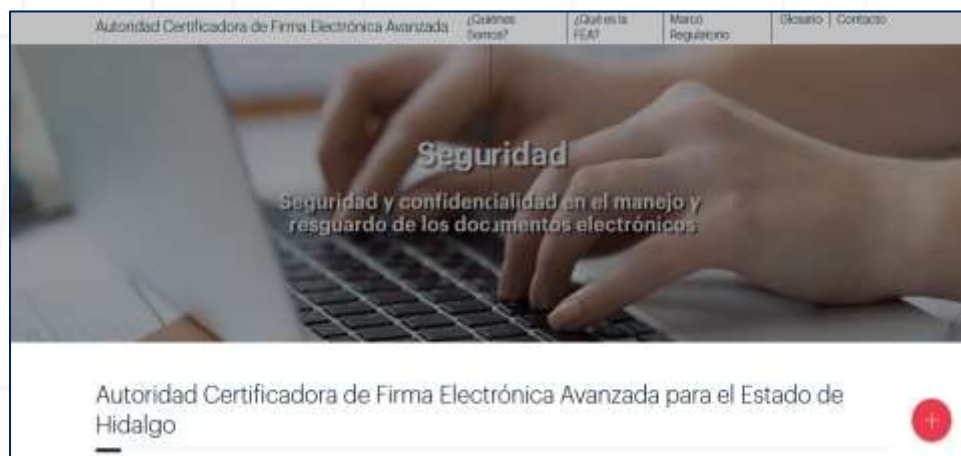 Autoridad Certificadora de Firma Electrónica Avanzada
¿Quiénes
Somos?
¿Qué es la
FEA?
Marco
Regulatorio
Glosario | Contacto
Seguridad
Seguridad y confidencialidad en el manejo y
resguardo de los documentos electrónicos
Autoridad Certificadora de Firma Electrónica Avanzada para el Estado de
Hidalgo
+